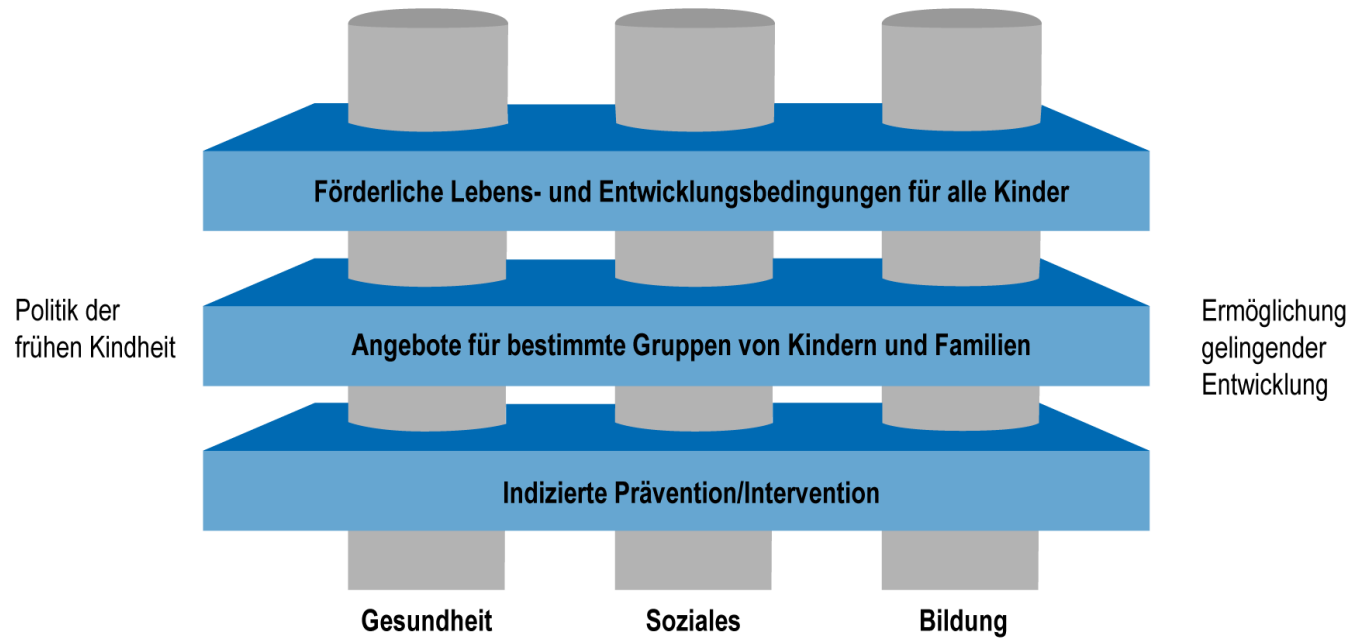 Förderliche Lebens- und Entwicklungsbedingungen für alle Kinder
Politik der
frühen Kindheit
Angebote für bestimmte Gruppen von Kindern und Familien
Ermöglichung
gelingender
Entwicklung
Indizierte Prävention/Intervention
Gesundheit
Soziales
Bildung